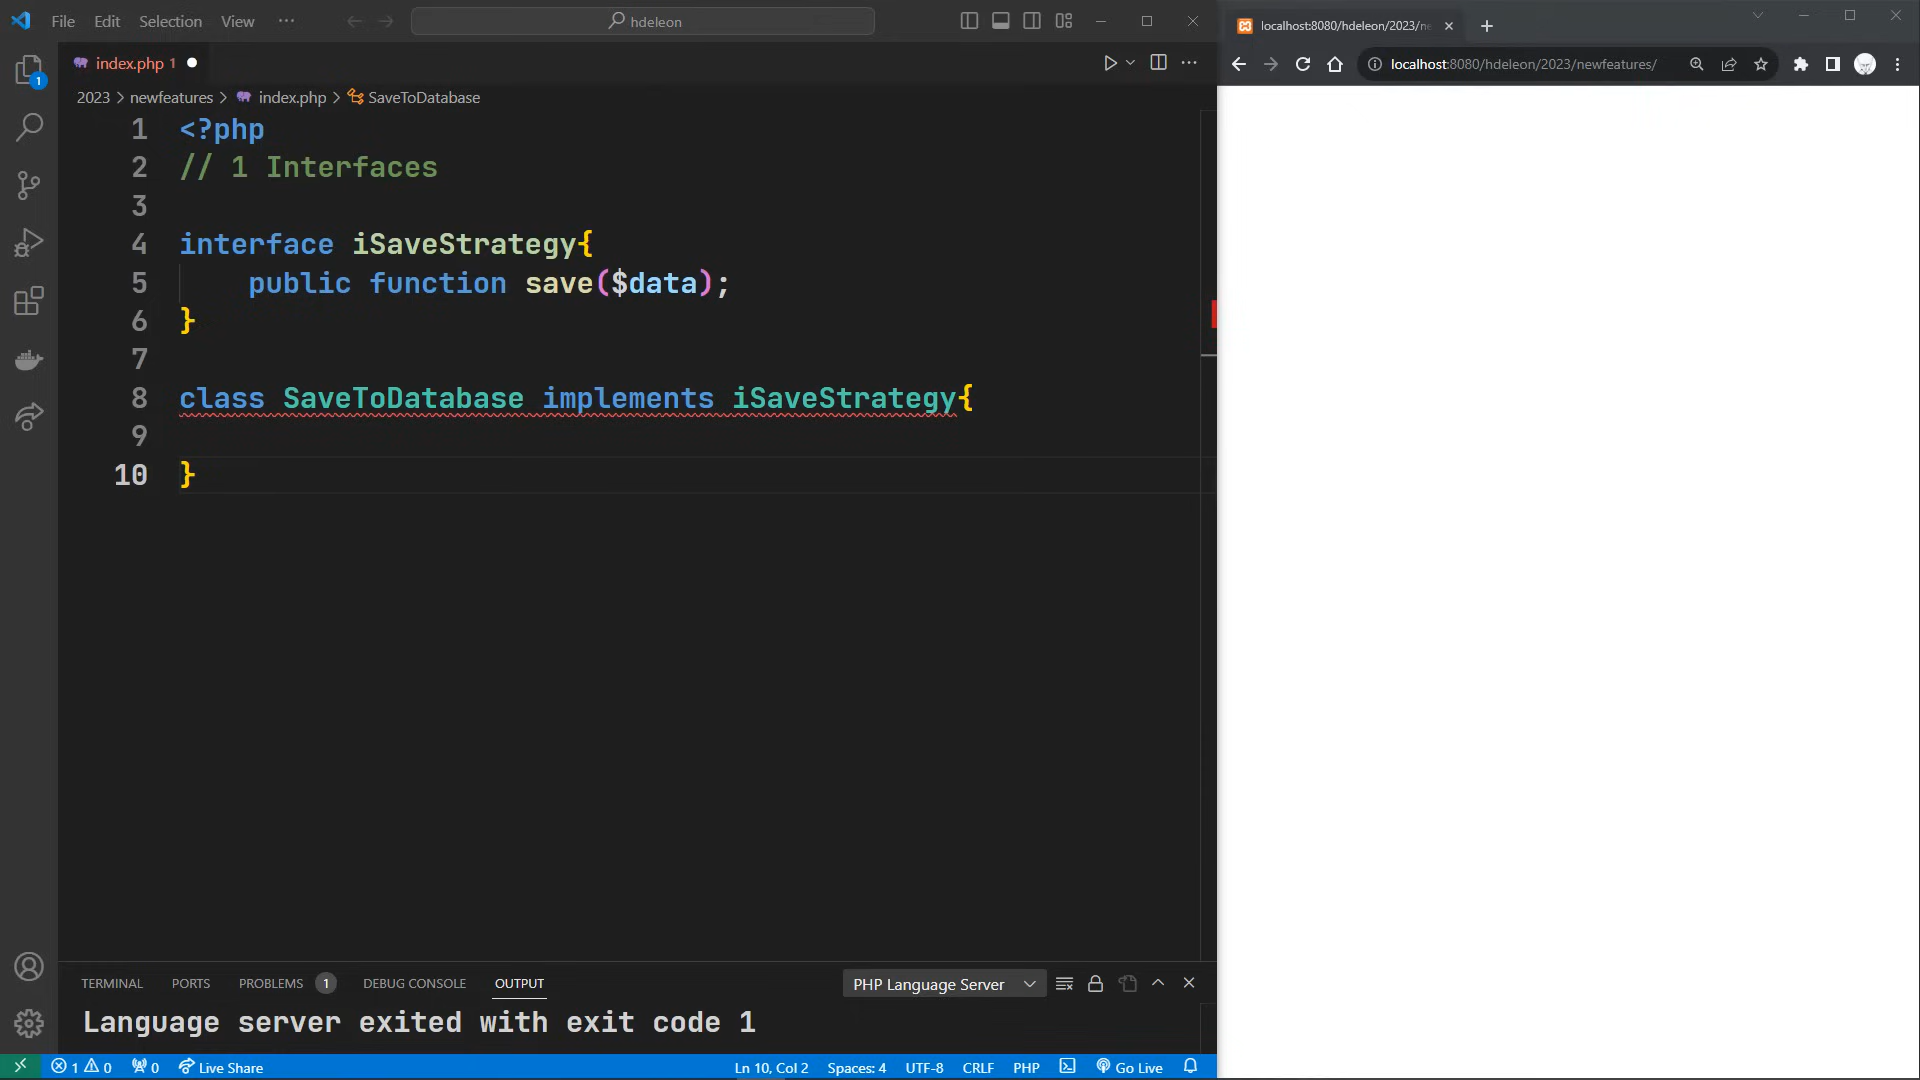 File Edit Selection View ··· hdeleon
index.php 1
2023 > newfeatures > index.php > SaveToDatabase
1 <?php
2 // 1 Interfaces
3
4 interface iSaveStrategy{
5 public function save($data);
6 }
7
8 class SaveToDatabase implements iSaveStrategy{
9
10 }
TERMINAL PORTS PROBLEMS 1 DEBUG CONSOLE OUTPUT PHP Language Server
Language server exited with exit code 1
1 0 0 Live Share Ln 10, Col 2 Spaces: 4 UTF-8 CRLF PHP Go Live
1
localhost:8080/hdeleon/2023/ne
localhost:8080/hdeleon/2023/newfeatures/